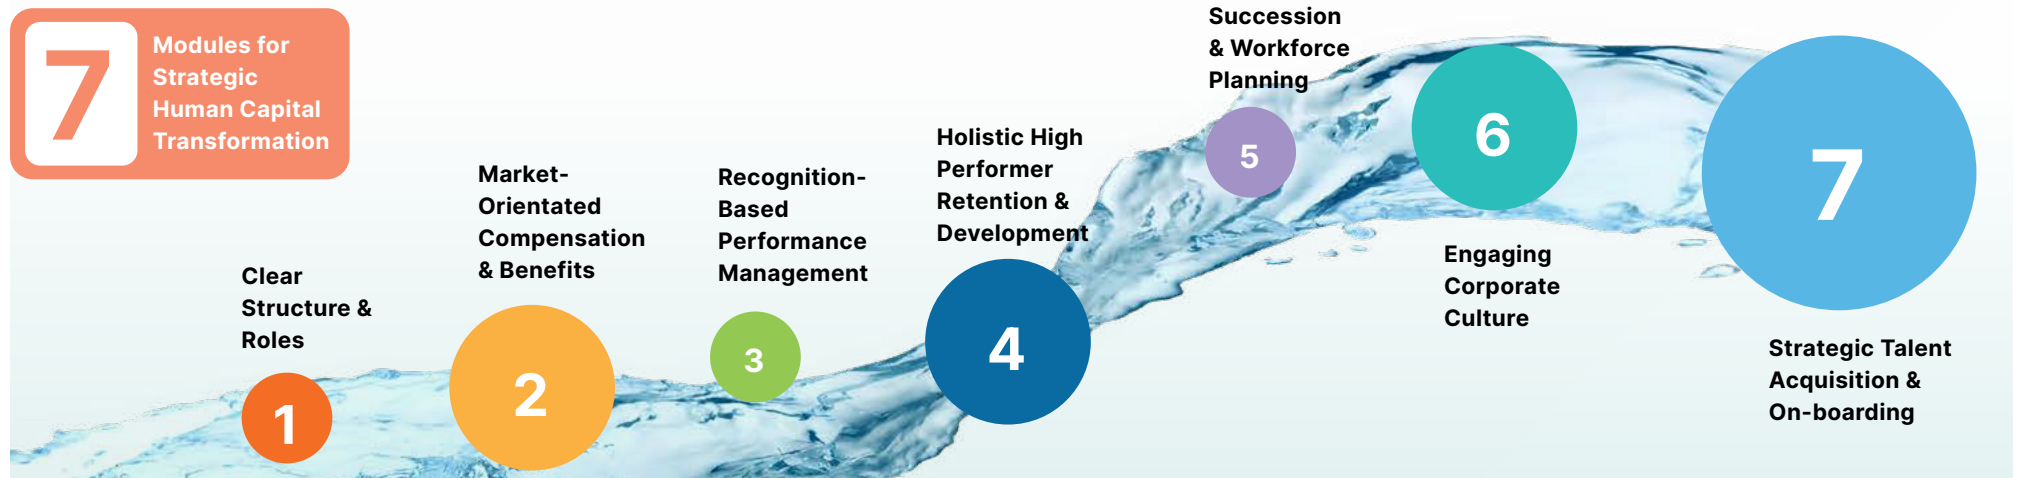 7
Modules for
Strategic
Human Capital
Transformation
1
Clear
Structure &
Roles
2
Market-
Orientated
Compensation
& Benefits
3
Recognition-
Based
Performance
Management
4
Holistic High
Performer
Retention &
Development
5
Succession
& Workforce
Planning
6
Engaging
Corporate
Culture
7
Strategic Talent
Acquisition &
On-boarding